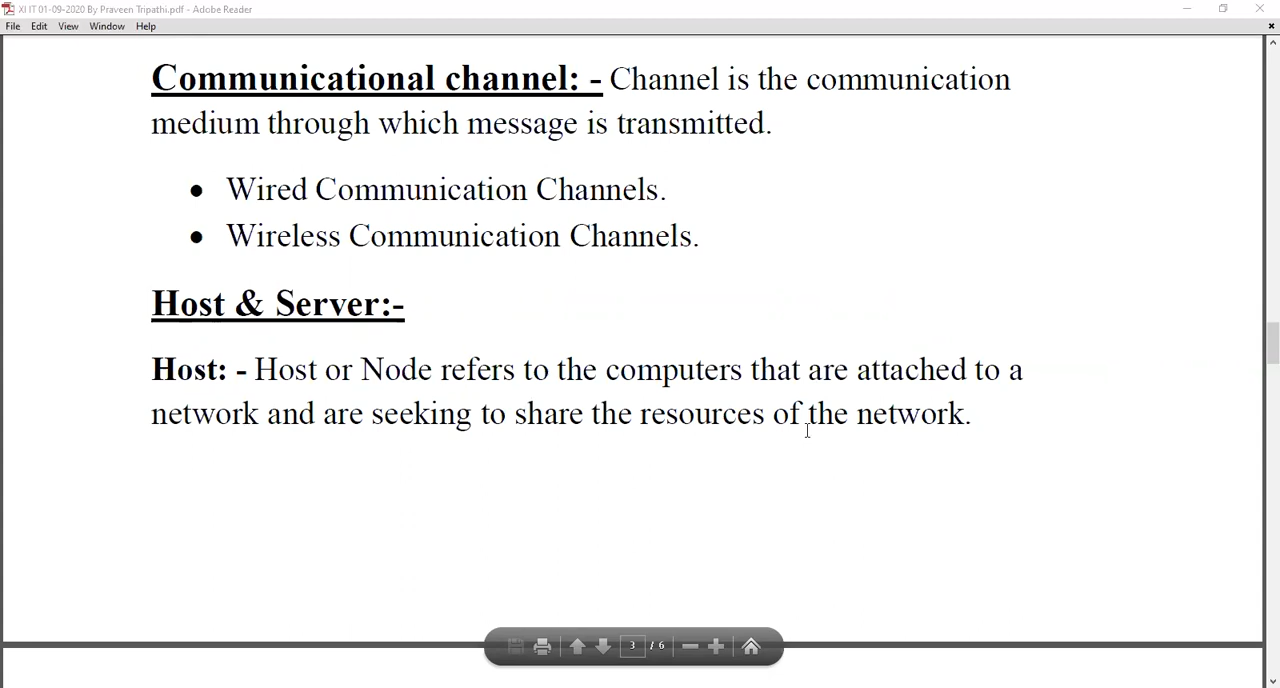 XI IT 01-09-2020 By Praveen Tripathi.pdf - Adobe Reader
File Edit View Window Help
Communicational channel: - Channel is the communication
medium through which message is transmitted.
• Wired Communication Channels.
• Wireless Communication Channels.
Host & Server:-
Host: - Host or Node refers to the computers that are attached to a
network and are seeking to share the resources of the network.
3 / 6